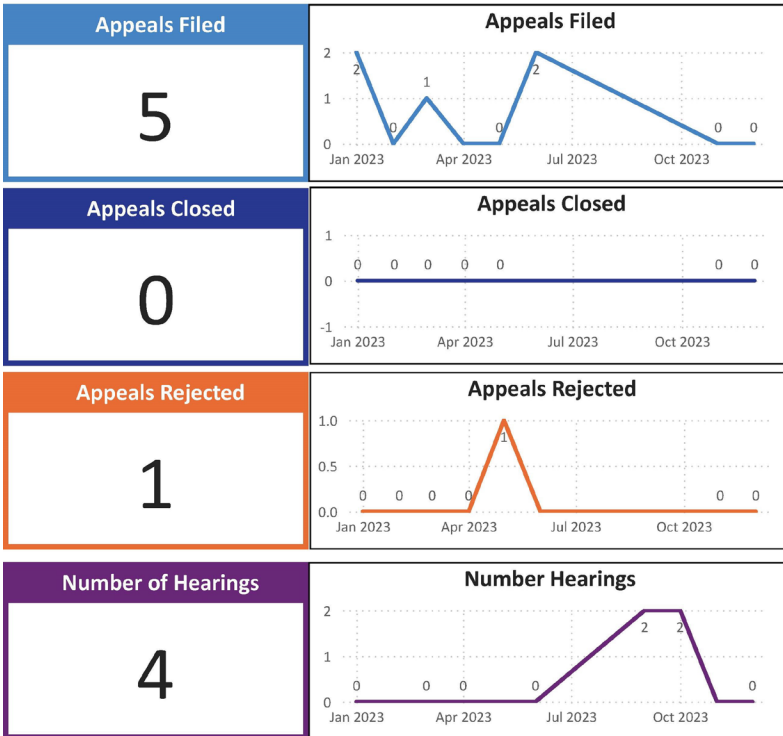 Appeals Filed
5
Appeals Filed
2
1
0
2
0
1
0
2
0
0
Jan 2023
Apr 2023
Jul 2023
Oct 2023
Appeals Closed
0
Appeals Closed
1
0
-1
0
0
0
0
0
0
0
Jan 2023
Apr 2023
Jul 2023
Oct 2023
Appeals Rejected
1
Appeals Rejected
1.0
0.5
0.0
0
0
0
0
1
0
0
Jan 2023
Apr 2023
Jul 2023
Oct 2023
Number of Hearings
4
Number Hearings
2
1
0
0
0
0
0
2
2
0
Jan 2023
Apr 2023
Jul 2023
Oct 2023